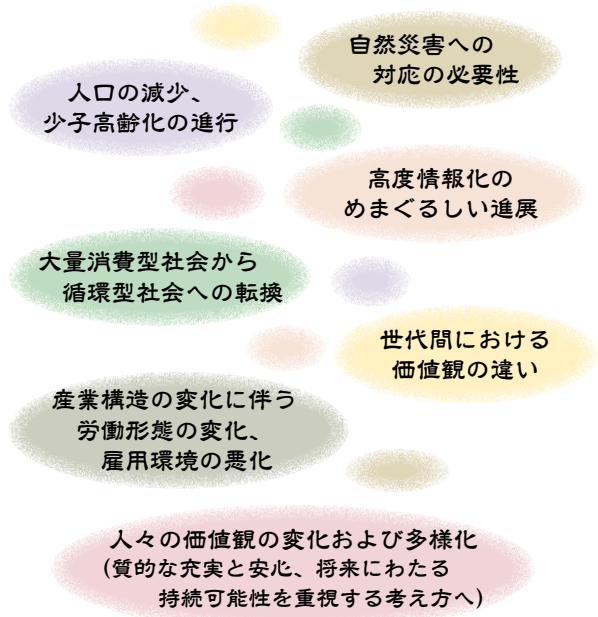 自然災害への
対応の必要性
人口の減少、
少子高齢化の進行
高度情報化の
めまぐるしい進展
大量消費型社会から
循環型社会への転換
世代間における
価値観の違い
産業構造の変化に伴う
労働形態の変化、
雇用環境の悪化
人々の価値観の変化および多様化
(質的な充実と安心、将来にわたる
持続可能性を重視する考え方へ)